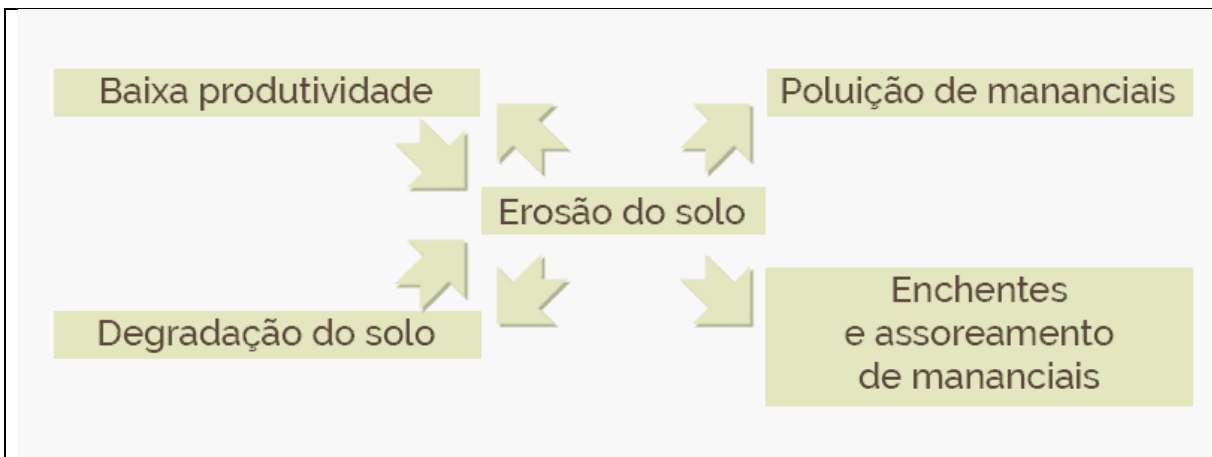 Baixa produtividade
Poluição de mananciais
Erosão do solo
Degradação do solo
Enchentes
e assoreamento
de mananciais